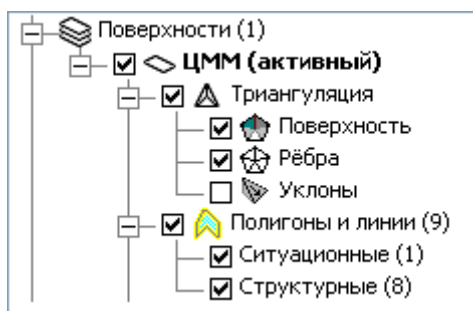 Поверхности (1)
ЦММ (активный)
Триангуляция
Поверхность
Рёбра
Уклоны
Полигоны и линии (9)
Ситуационные (1)
Структурные (8)